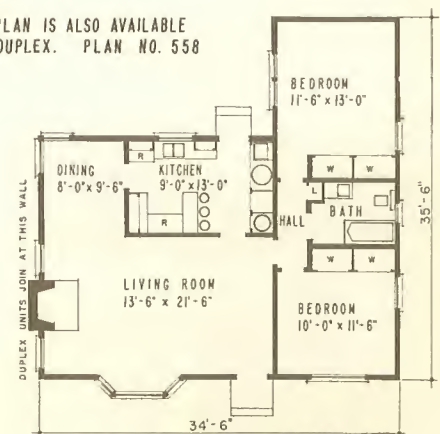 PLAN IS ALSO AVAILABLE
DUPLEX. PLAN NO. 558
BEDROOM
11'-6" x 13'-0"
DINING
8'-0" x 9'-6"
R
KITCHEN
9'-0" x 13'-0"
R
W W
L
BATH
HALL
W W
LIVING ROOM
13'-6" x 21'-6"
BEDROOM
10'-0" x 11'-6"
DUPLEX UNITS JOIN AT THIS WALL
35'-6"
34'-6"